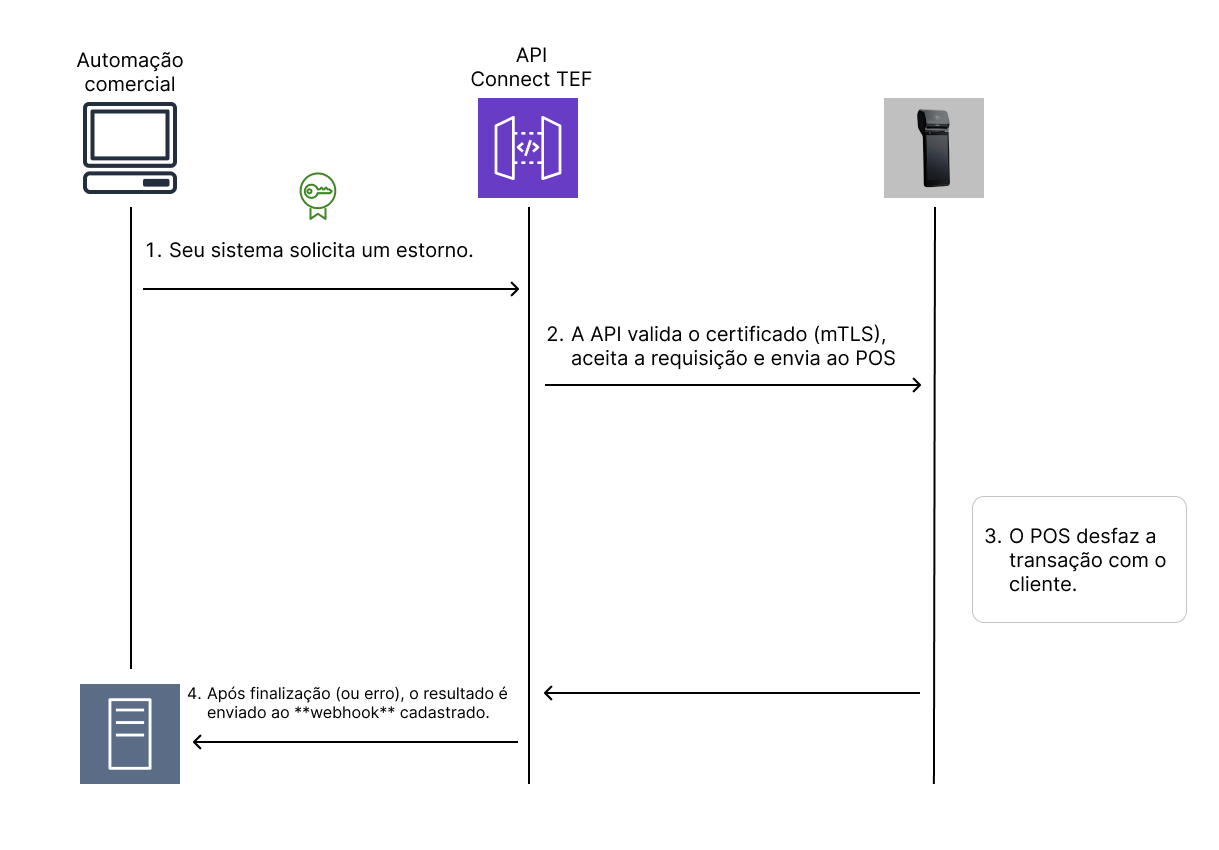 Automação
comercial
API
Connect TEF
</>
1. Seu sistema solicita um estorno.
2. A API valida o certificado (mTLS),
aceita a requisição e envia ao POS
3. O POS desfaz a
transação com o
cliente.
4. Após finalização (ou erro), o resultado é
enviado ao **webhook** cadastrado.